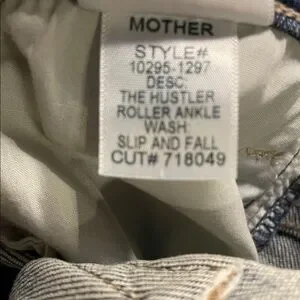 MOTHER
STYLE#
10295-1297
DESC:
THE HUSTLER
ROLLER ANKLE
WASH:
SLIP AND FALL
CUT# 718049